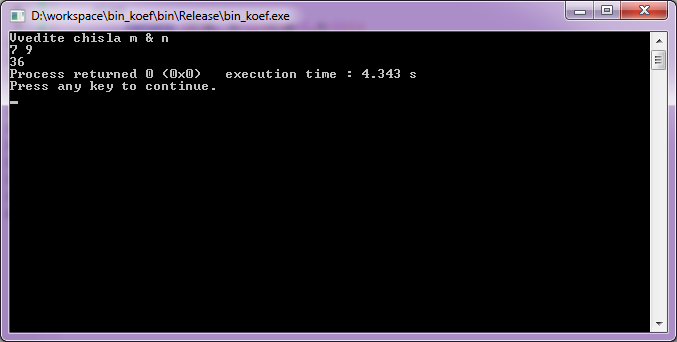 D:\workspace\bin_koef\bin\Release\bin_koef.exe
Vvedite chisla m & n
7 9
36
Process returned 0 (0x0)   execution time : 4.343 s
Press any key to continue.